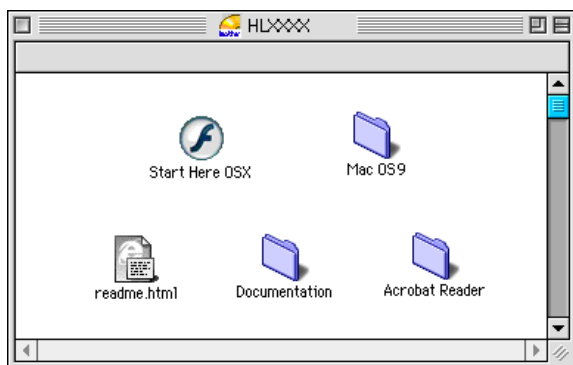 HLXXXX
Start Here OSX
Mac OS9
readme.html
Documentation
Acrobat Reader